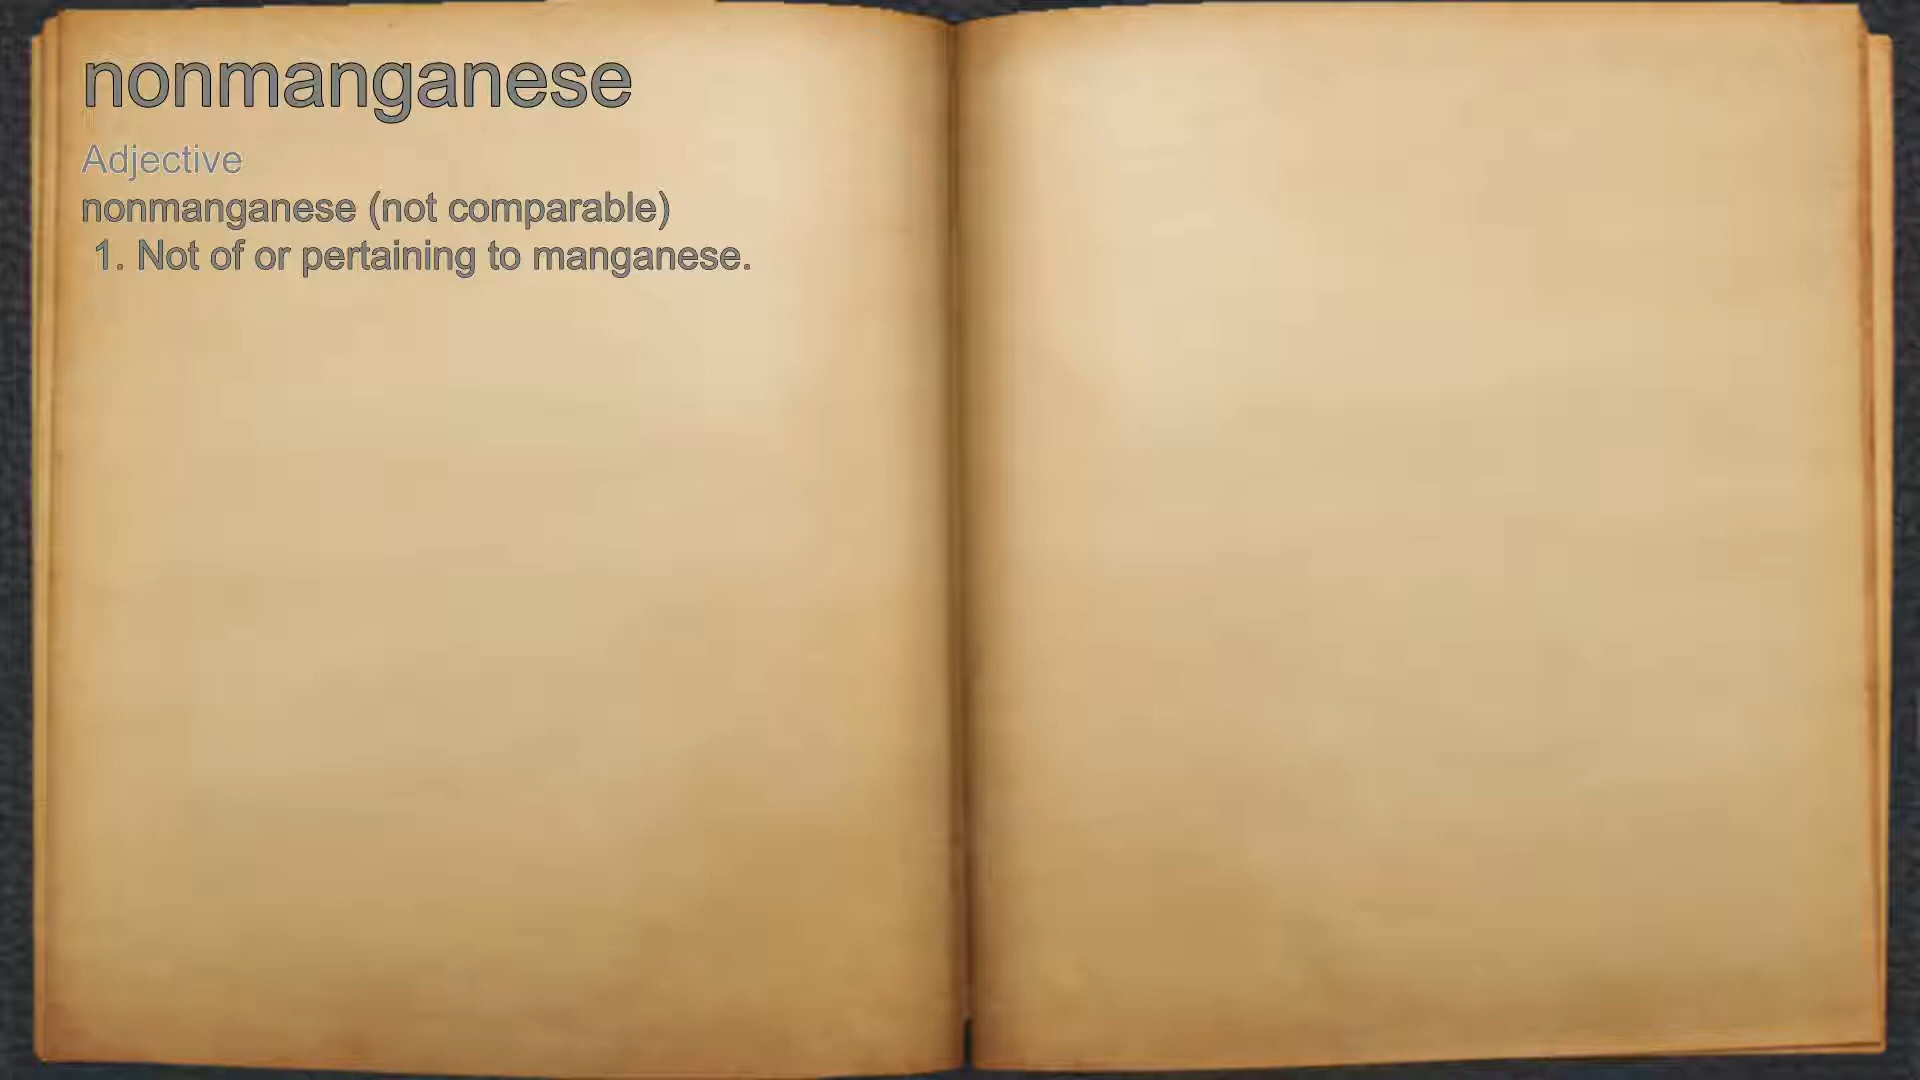 nonmanganese
Adjective
nonmanganese (not comparable)
1. Not of or pertaining to manganese.